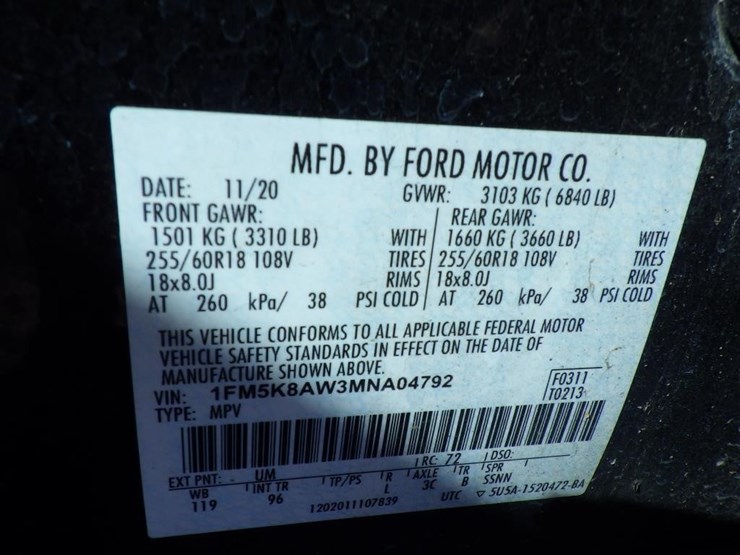 MFD. BY FORD MOTOR CO.
DATE: 11/20 GVWR: 3103 KG ( 6840 LB)
FRONT GAWR: REAR GAWR:
1501 KG ( 3310 LB) WITH 1660 KG ( 3660 LB) WITH
255/60R18 108V TIRES 255/60R18 108V TIRES
18x8.0J RIMS 18x8.0J RIMS
AT 260 kPa/ 38 PSI COLD AT 260 kPa/ 38 PSI COLD
THIS VEHICLE CONFORMS TO ALL APPLICABLE FEDERAL MOTOR
VEHICLE SAFETY STANDARDS IN EFFECT ON THE DATE OF
MANUFACTURE SHOWN ABOVE.
VIN: 1FM5K8AW3MNA04792 F0311
TYPE: MPV T0213
EXT PNT: UM RC: 72 DSO:
WB INT TR TP/PS R AXLE TR SPR
119 96 L 3C B SSNN
1202011107839 UTC ▽ 5U5A-1520472-BA